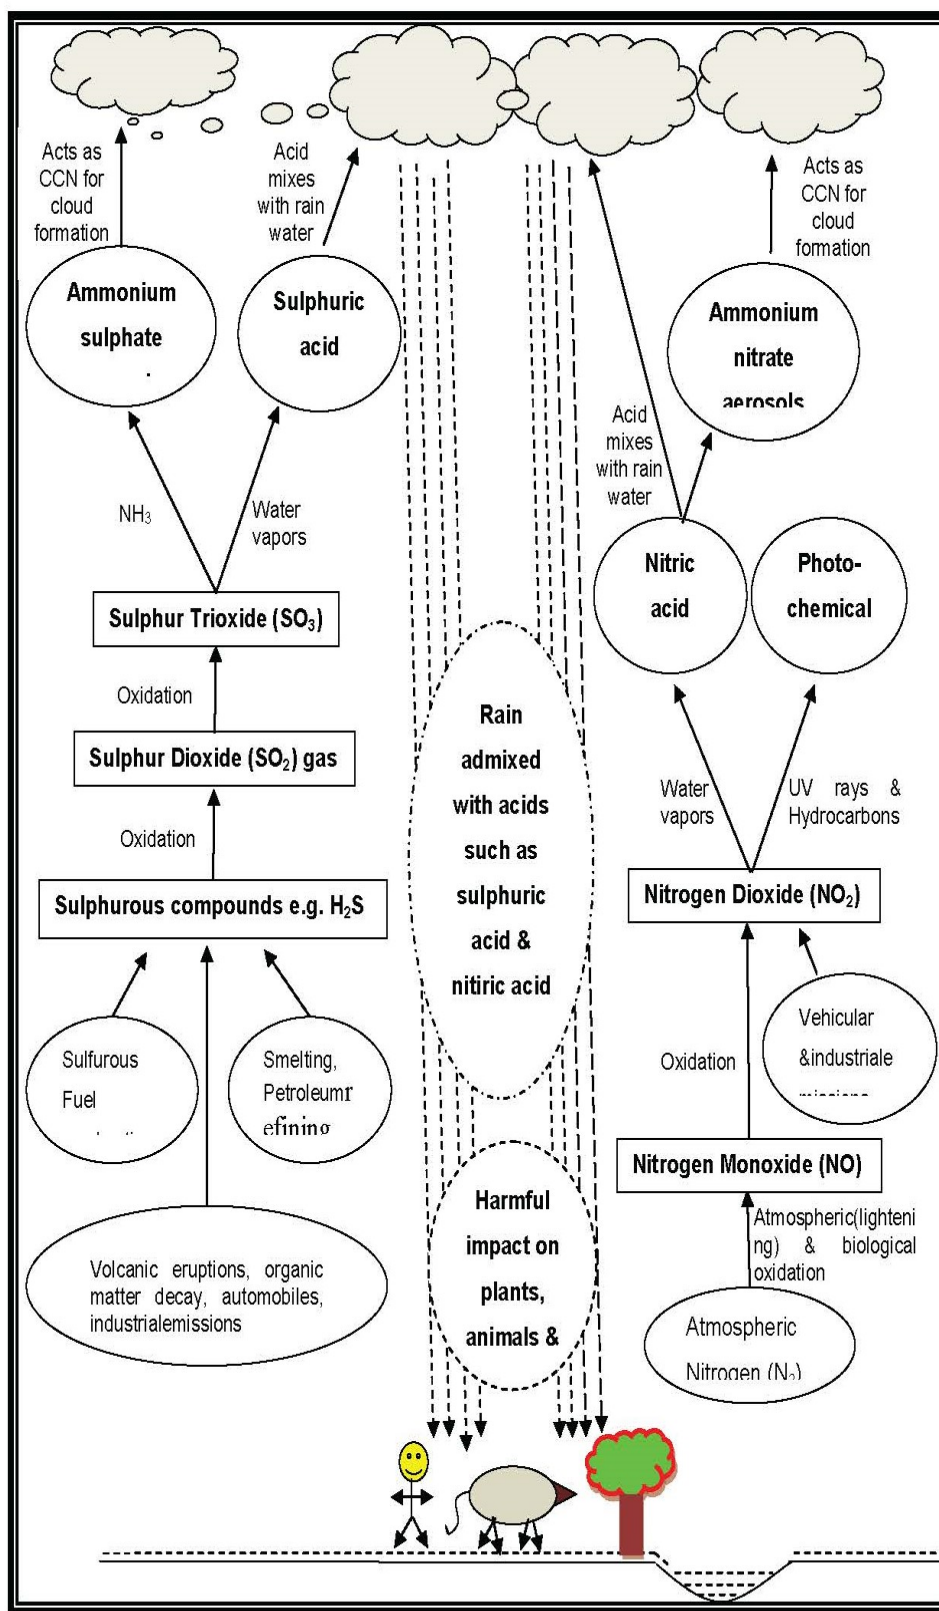 Acts as
CCN for
cloud
formation
Acid
mixes
with rain
water
Acts as
CCN for
cloud
formation
Ammonium
sulphate
Sulphuric
acid
Ammonium
nitrate
aerosols
Acid
mixes
with rain
water
NH₃
Water
vapors
Nitric
acid
Photo-
chemical
Sulphur Trioxide (SO₃)
Oxidation
Sulphur Dioxide (SO₂) gas
Oxidation
Sulphurous compounds e.g. H₂S
Rain
admixed
with acids
such as
sulphuric
acid &
nitiric acid
Water
vapors
UV rays &
Hydrocarbons
Nitrogen Dioxide (NO₂)
Sulfurous
Fuel
Smelting,
Petroleumr
efining
Vehicular
&industriale
Oxidation
Nitrogen Monoxide (NO)
Harmful
impact on
plants,
animals &
Atmospheric(lighteni
ng) & biological
oxidation
Volcanic eruptions, organic
matter decay, automobiles,
industrialemissions
Atmospheric
Nitrogen (N₂)